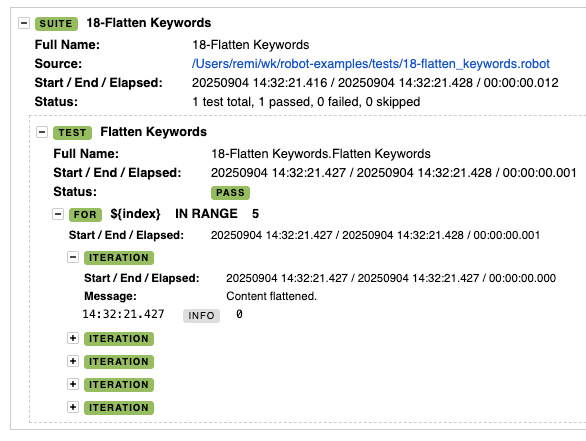 SUITE 18-Flatten Keywords
Full Name: 18-Flatten Keywords
Source: /Users/remi/wk/robot-examples/tests/18-flatten_keywords.robot
Start / End / Elapsed: 20250904 14:32:21.416 / 20250904 14:32:21.428 / 00:00:00.012
Status: 1 test total, 1 passed, 0 failed, 0 skipped
TEST Flatten Keywords
Full Name: 18-Flatten Keywords.Flatten Keywords
Start / End / Elapsed: 20250904 14:32:21.427 / 20250904 14:32:21.428 / 00:00:00.001
Status: PASS
FOR ${index} IN RANGE 5
Start / End / Elapsed: 20250904 14:32:21.427 / 20250904 14:32:21.428 / 00:00:00.001
ITERATION
Start / End / Elapsed: 20250904 14:32:21.427 / 20250904 14:32:21.427 / 00:00:00.000
Message: Content flattened.
14:32:21.427 INFO 0
ITERATION
ITERATION
ITERATION
ITERATION